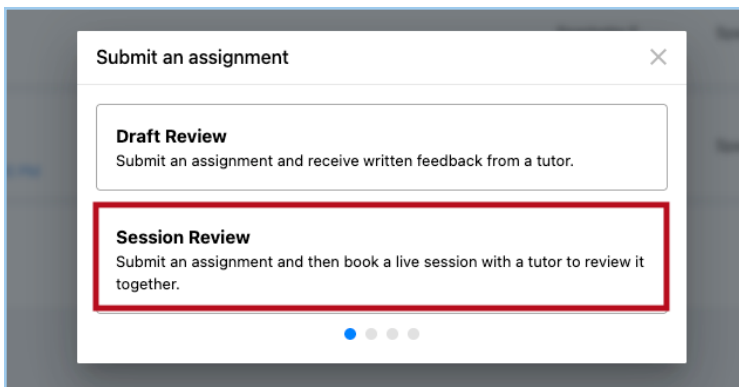 Submit an assignment
Draft Review
Submit an assignment and receive written feedback from a tutor.
Session Review
Submit an assignment and then book a live session with a tutor to review it
together.